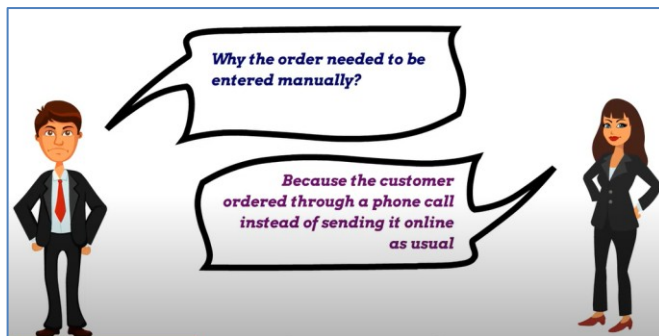 Why the order needed to be
entered manually?
Because the customer
ordered through a phone call
instead of sending it online
as usual